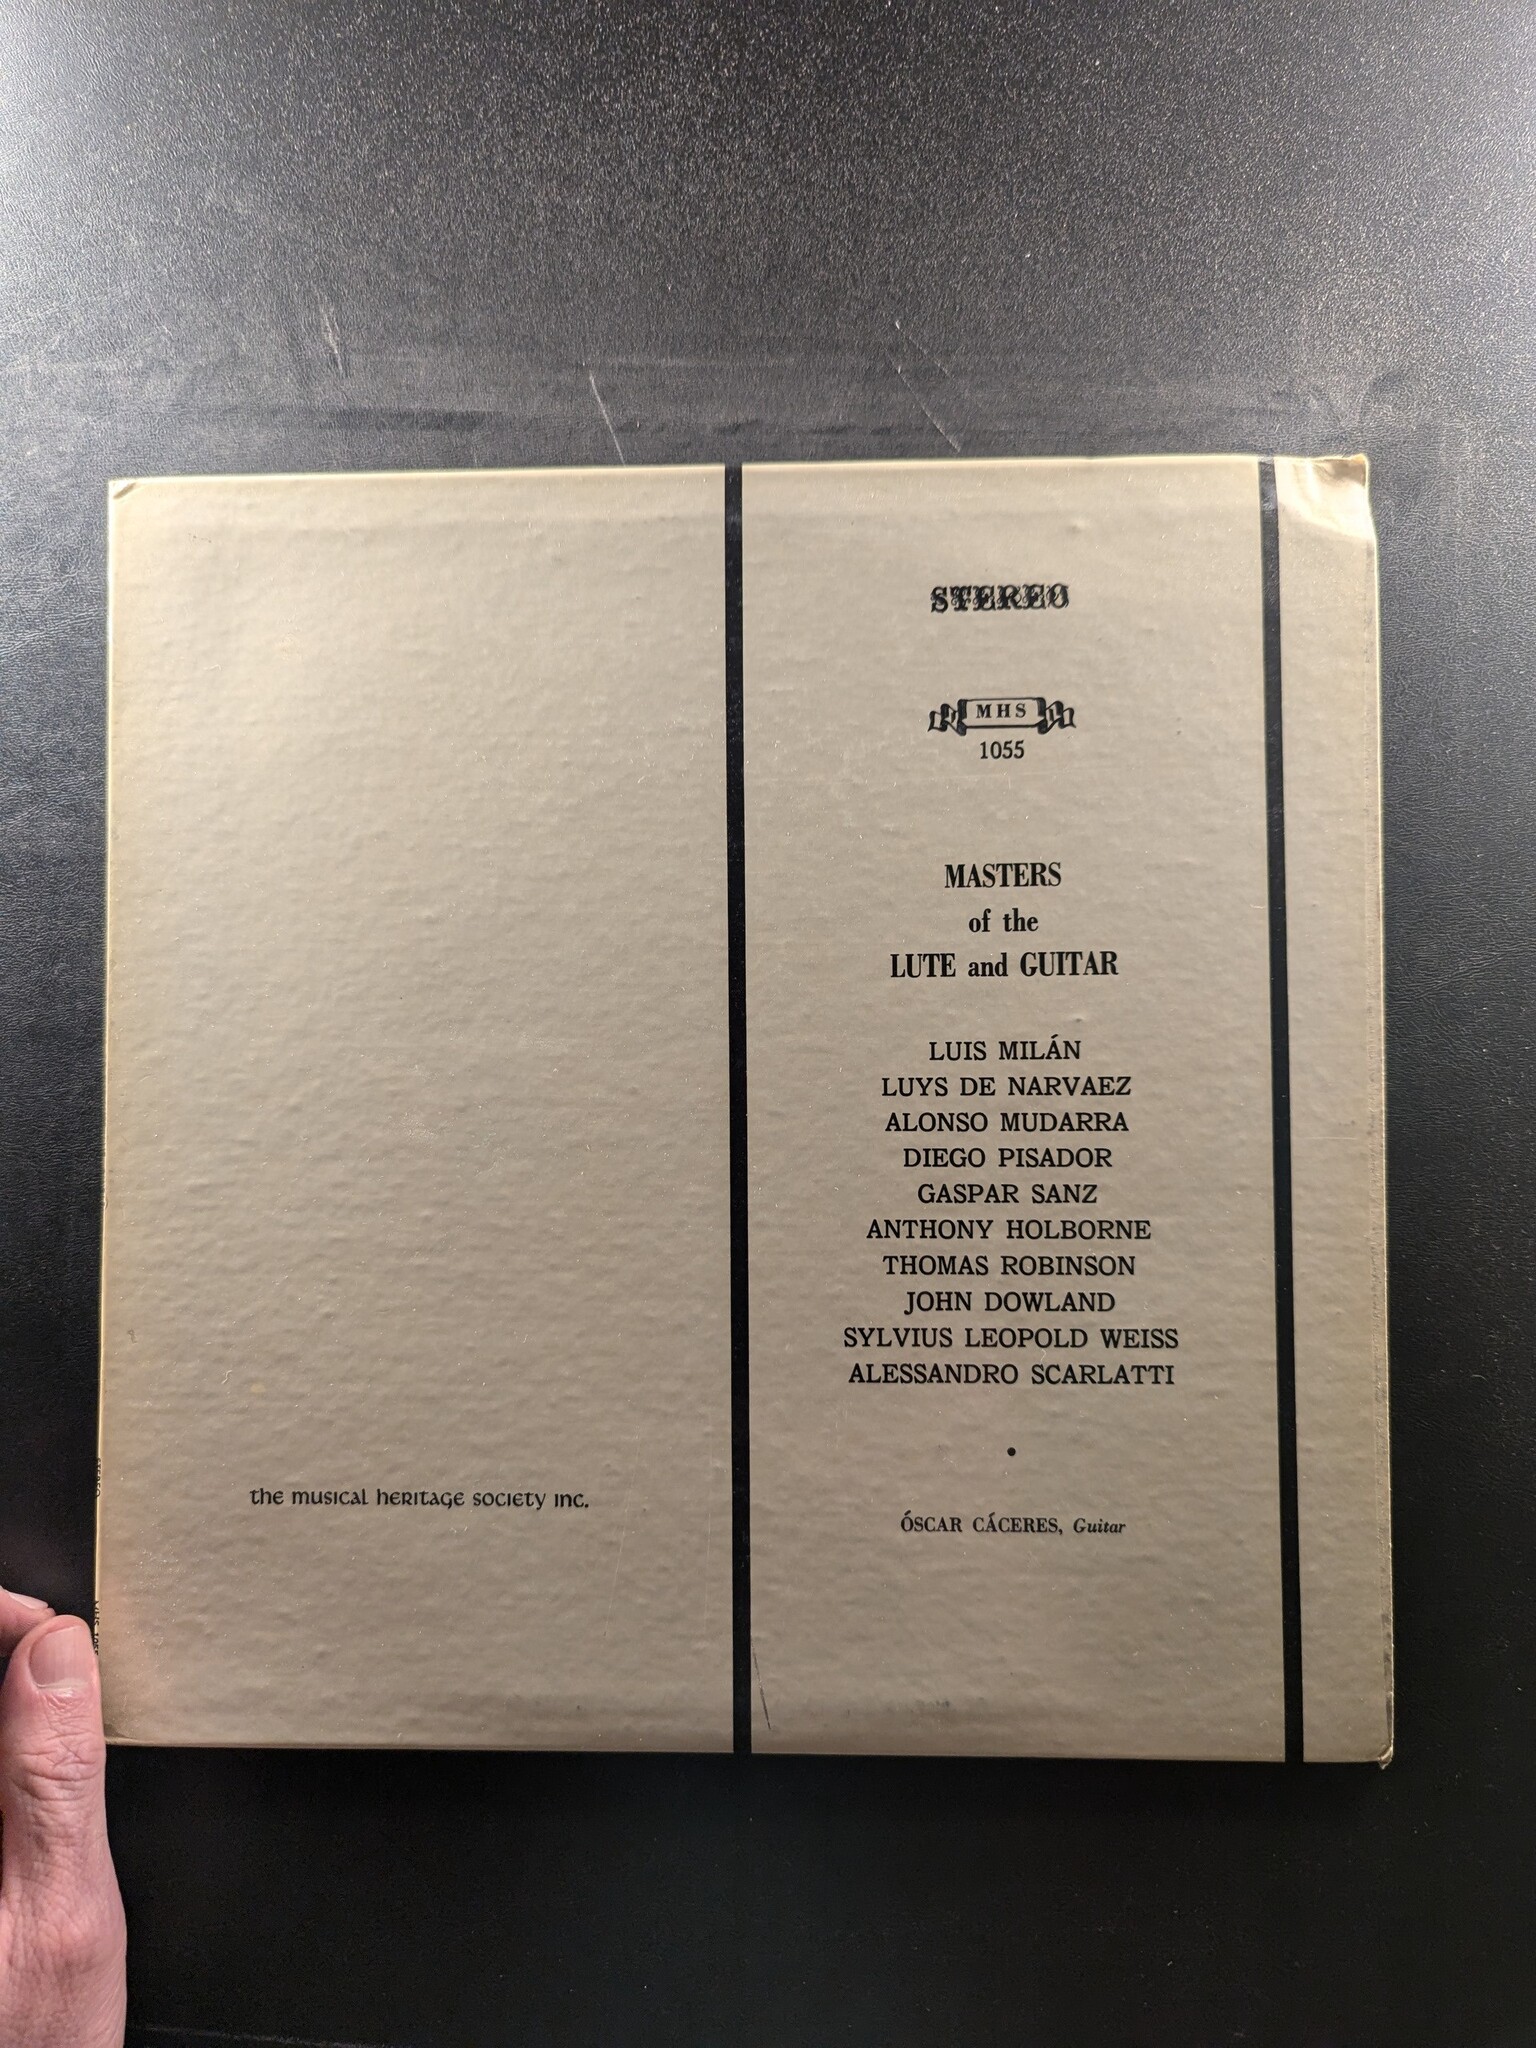 STEREO
MHS
1055
MASTERS
of the
LUTE and GUITAR
LUIS MILÁN
LUYS DE NARVAEZ
ALONSO MUDARRA
DIEGO PISADOR
GASPAR SANZ
ANTHONY HOLBORNE
THOMAS ROBINSON
JOHN DOWLAND
SYLVIUS LEOPOLD WEISS
ALESSANDRO SCARLATTI
•
ÓSCAR CÁCERES, Guitar
the musical heritage society inc.